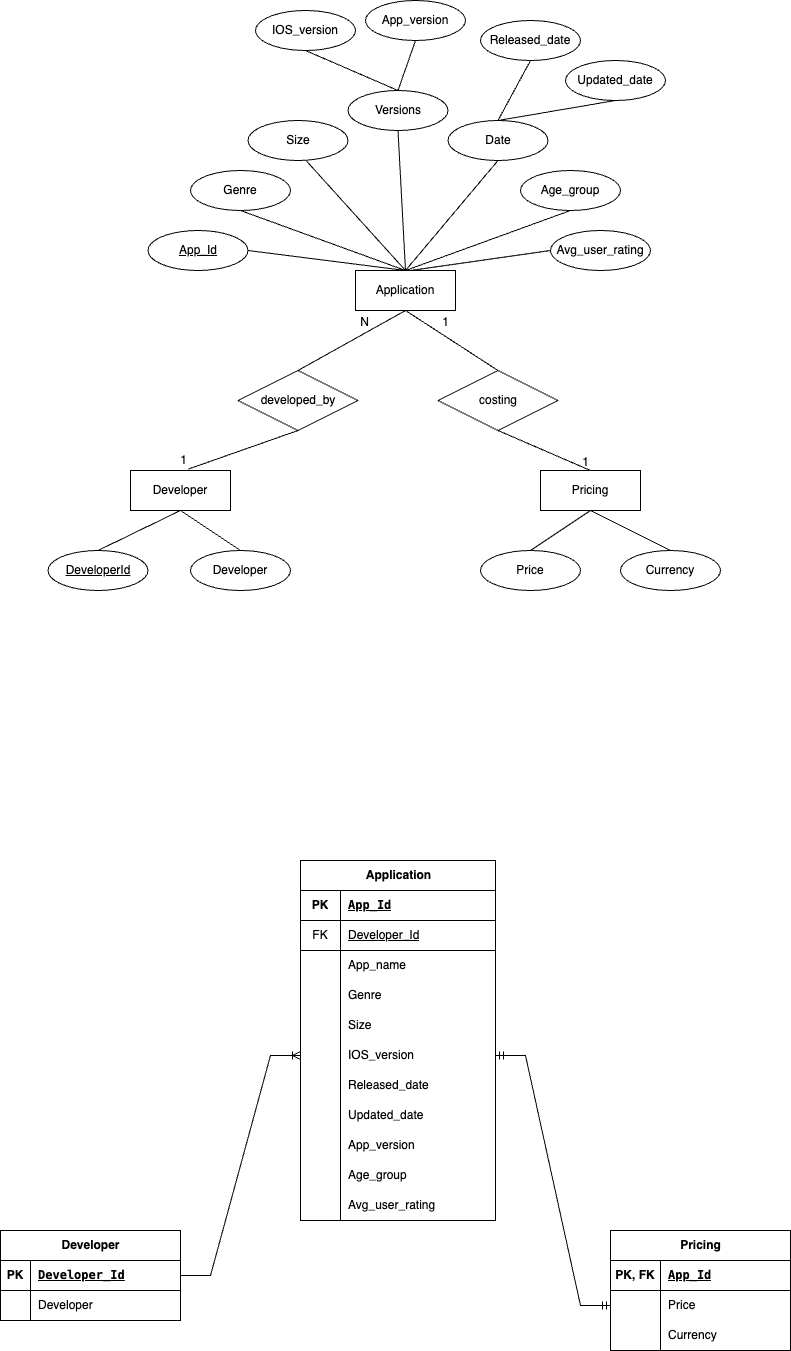 App_version
IOS_version
Released_date
Updated_date
Versions
Size
Date
Genre
Age_group
App_Id
Avg_user_rating
Application
N
1
developed_by
costing
1
1
Developer
Pricing
DeveloperId
Developer
Price
Currency
Application
PK App_Id
FK Developer_Id
App_name
Genre
Size
IOS_version
Released_date
Updated_date
App_version
Age_group
Avg_user_rating
Developer
PK Developer_Id
Developer
Pricing
PK, FK App_Id
Price
Currency